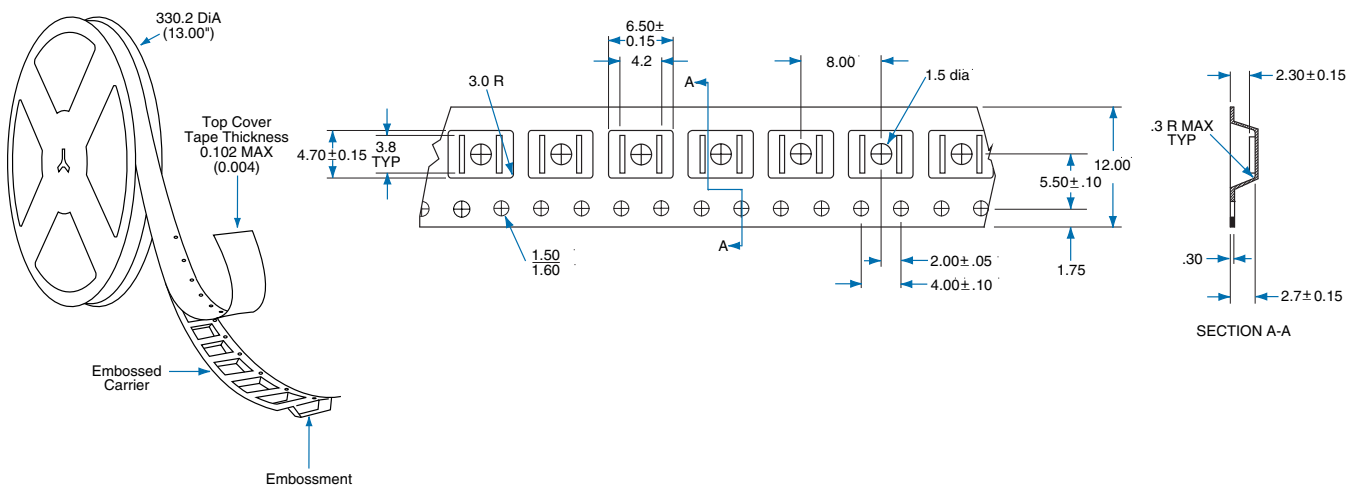 330.2 DiA
(13.00")
Top Cover
Tape Thickness
0.102 MAX
(0.004)
Embossed
Carrier
Embossment
6.50±
0.15
4.2
3.0 R
A
8.00
1.5 dia
4.70±0.15
3.8
TYP
12.00
5.50±.10
A
1.50
1.60
2.00±.05
4.00±.10
1.75
2.30±0.15
.3 R MAX
TYP
.30
2.7±0.15
SECTION A-A